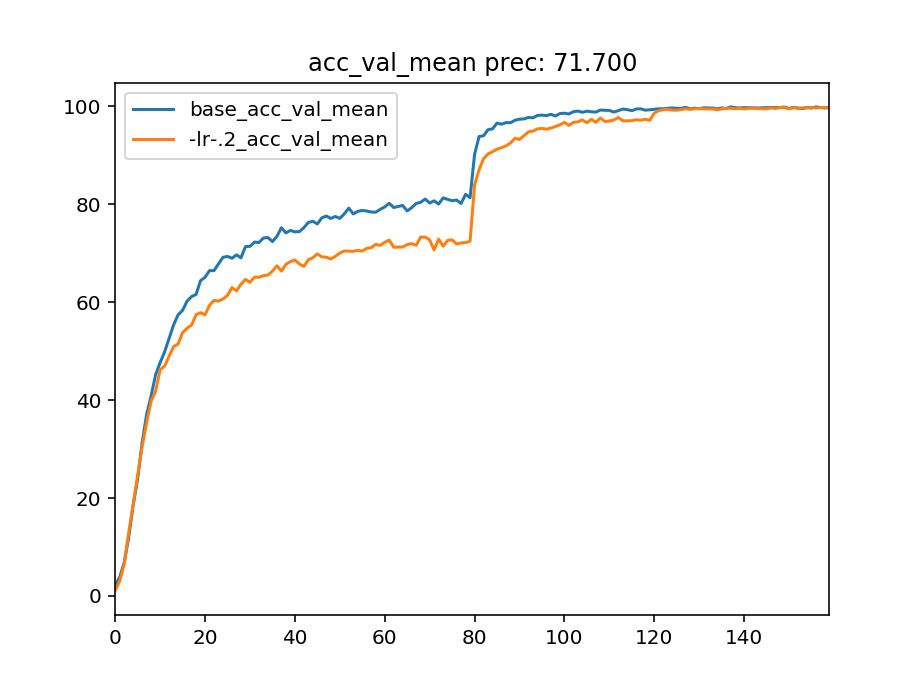 acc_val_mean prec: 71.700
base_acc_val_mean
-lr-.2_acc_val_mean
100
80
60
40
20
0
0 20 40 60 80 100 120 140